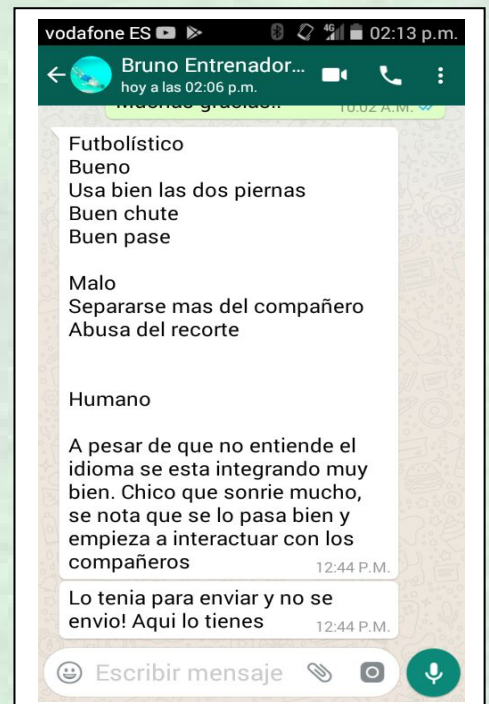 vodafone ES 4G 02:13 p.m.
Bruno Entrenador...
hoy a las 02:06 p.m.
10:02 A.M.
Futbolístico
Bueno
Usa bien las dos piernas
Buen chute
Buen pase
Malo
Separarse mas del compañero
Abusa del recorte
Humano
A pesar de que no entiende el
idioma se esta integrando muy
bien. Chico que sonrie mucho,
se nota que se lo pasa bien y
empieza a interactuar con los
compañeros 12:44 P.M.
Lo tenia para enviar y no se
envio! Aqui lo tienes 12:44 P.M.
Escribir mensaje